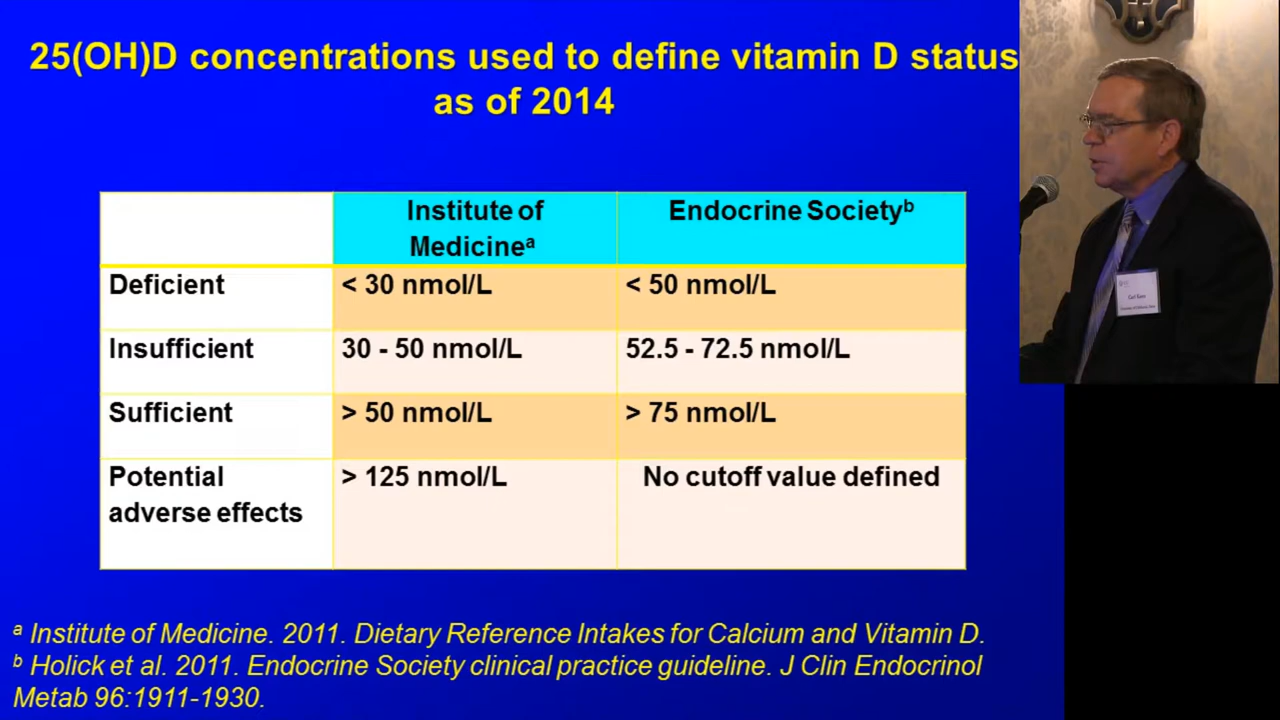 25(OH)D concentrations used to define vitamin D status
as of 2014
Institute of
Medicineᵃ
Endocrine Societyᵇ
Deficient
< 30 nmol/L
< 50 nmol/L
Insufficient
30 - 50 nmol/L
52.5 - 72.5 nmol/L
Sufficient
> 50 nmol/L
> 75 nmol/L
Potential
adverse effects
> 125 nmol/L
No cutoff value defined
ᵃ Institute of Medicine. 2011. Dietary Reference Intakes for Calcium and Vitamin D.
ᵇ Holick et al. 2011. Endocrine Society clinical practice guideline. J Clin Endocrinol
Metab 96:1911-1930.